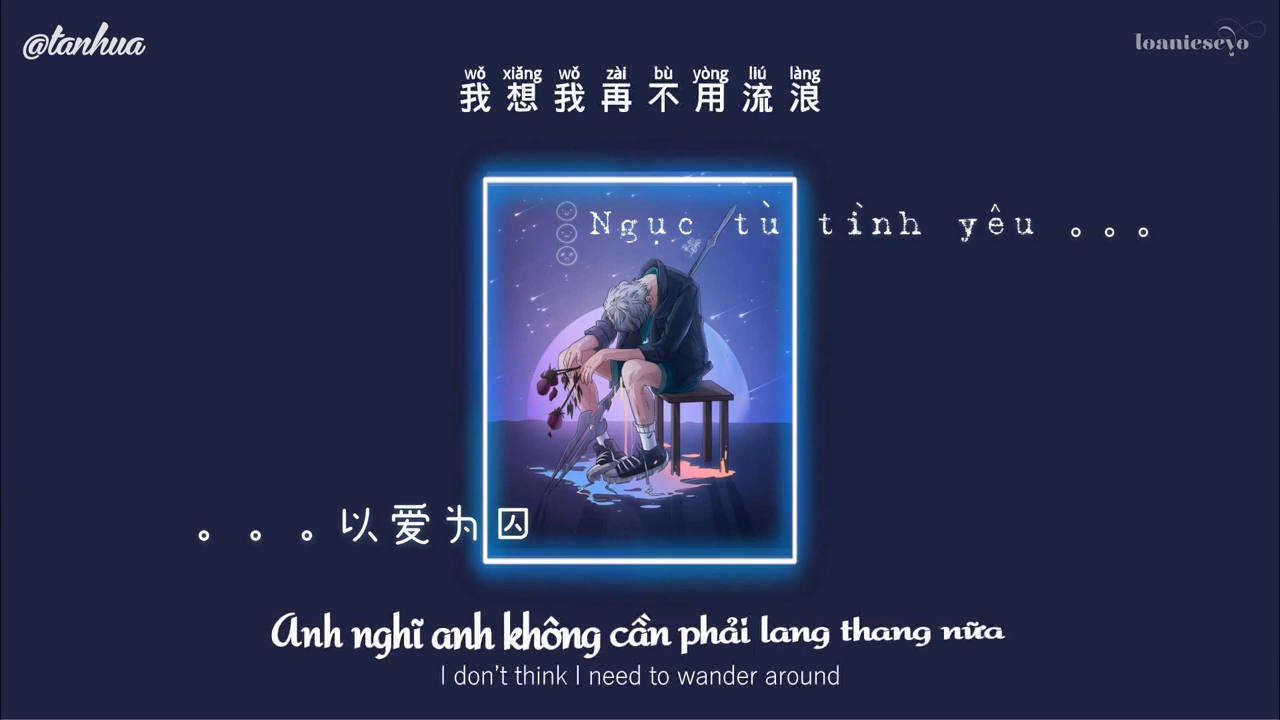 @tanhua
loanieseyo
wǒ xiǎng wǒ zài bù yòng liú làng
我想我再不用流浪
Ngục tù tình yêu 。。。
。。。以爱为囚
Anh nghĩ anh không cần phải lang thang nữa
I don't think I need to wander around